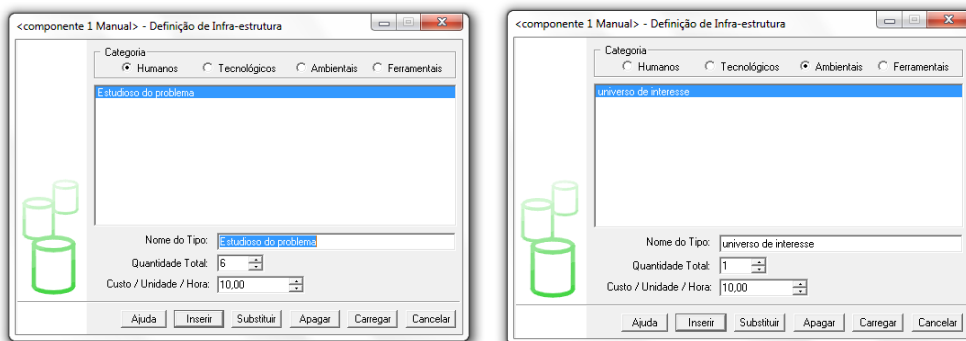 <componente 1 Manual> - Definição de Infra-estrutura
Categoria
Humanos Tecnológicos Ambientais Ferramentais
Estudioso do problema
Nome do Tipo: Estudioso do problema
Quantidade Total: 6
Custo / Unidade / Hora: 10,00
Ajuda Inserir Substituir Apagar Carregar Cancelar
<componente 1 Manual> - Definição de Infra-estrutura
Categoria
Humanos Tecnológicos Ambientais Ferramentais
universo de interesse
Nome do Tipo: universo de interesse
Quantidade Total: 1
Custo / Unidade / Hora: 10,00
Ajuda Inserir Substituir Apagar Carregar Cancelar